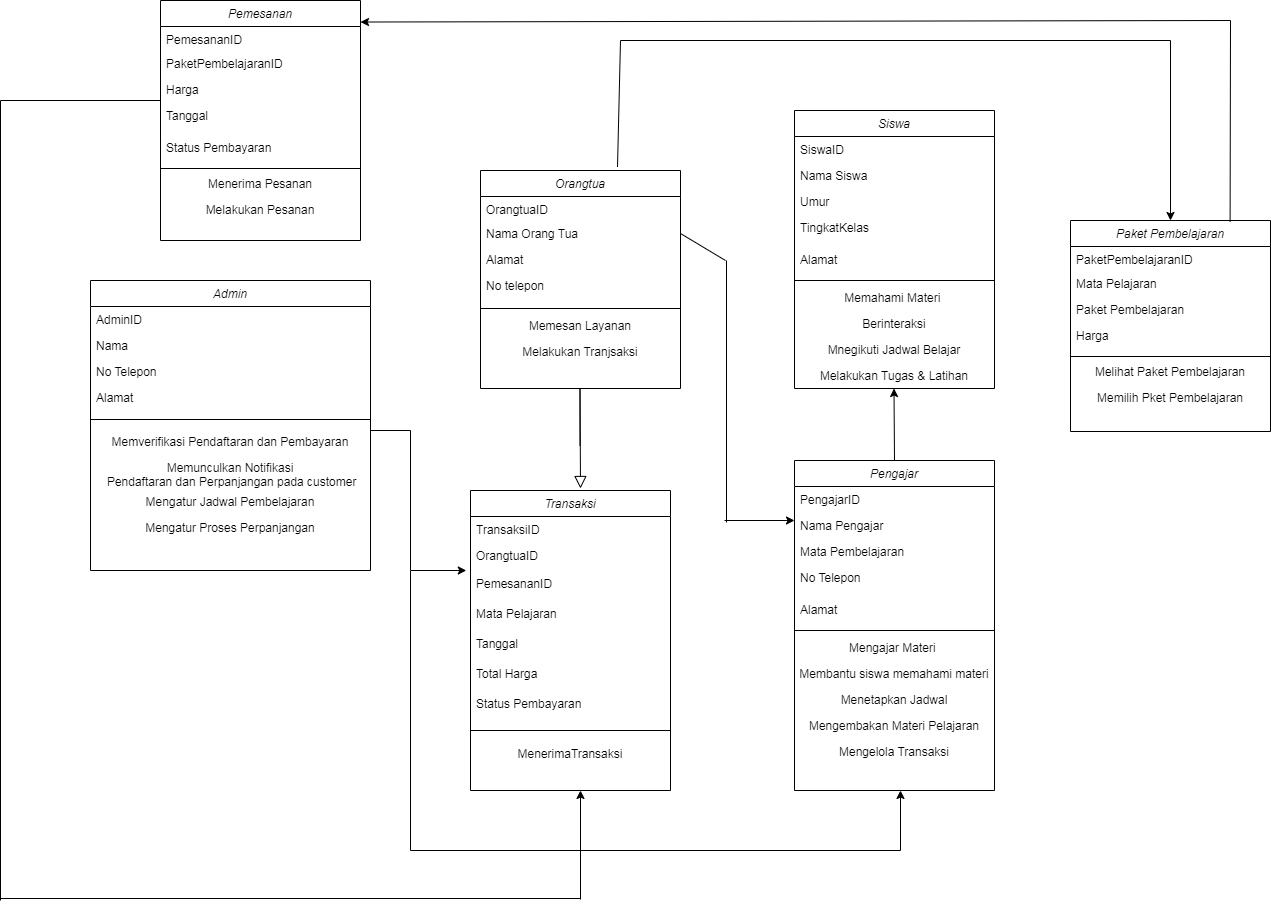 Pemesanan
PemesananID
PaketPembelajaranID
Harga
Tanggal
Status Pembayaran
Menerima Pesanan
Melakukan Pesanan
Admin
AdminID
Nama
No Telepon
Alamat
Memverifikasi Pendaftaran dan Pembayaran
Memunculkan Notifikasi
Pendaftaran dan Perpanjangan pada customer
Mengatur Jadwal Pembelajaran
Mengatur Proses Perpanjangan
Orangtua
OrangtuaID
Nama Orang Tua
Alamat
No telepon
Memesan Layanan
Melakukan Tranjsaksi
Transaksi
TransaksiID
OrangtuaID
PemesananID
Mata Pelajaran
Tanggal
Total Harga
Status Pembayaran
MenerimaTransaksi
Siswa
SiswaID
Nama Siswa
Umur
TingkatKelas
Alamat
Memahami Materi
Berinteraksi
Mnegikuti Jadwal Belajar
Melakukan Tugas & Latihan
Pengajar
PengajarID
Nama Pengajar
Mata Pembelajaran
No Telepon
Alamat
Mengajar Materi
Membantu siswa memahami materi
Menetapkan Jadwal
Mengembakan Materi Pelajaran
Mengelola Transaksi
Paket Pembelajaran
PaketPembelajaranID
Mata Pelajaran
Paket Pembelajaran
Harga
Melihat Paket Pembelajaran
Memilih Pket Pembelajaran